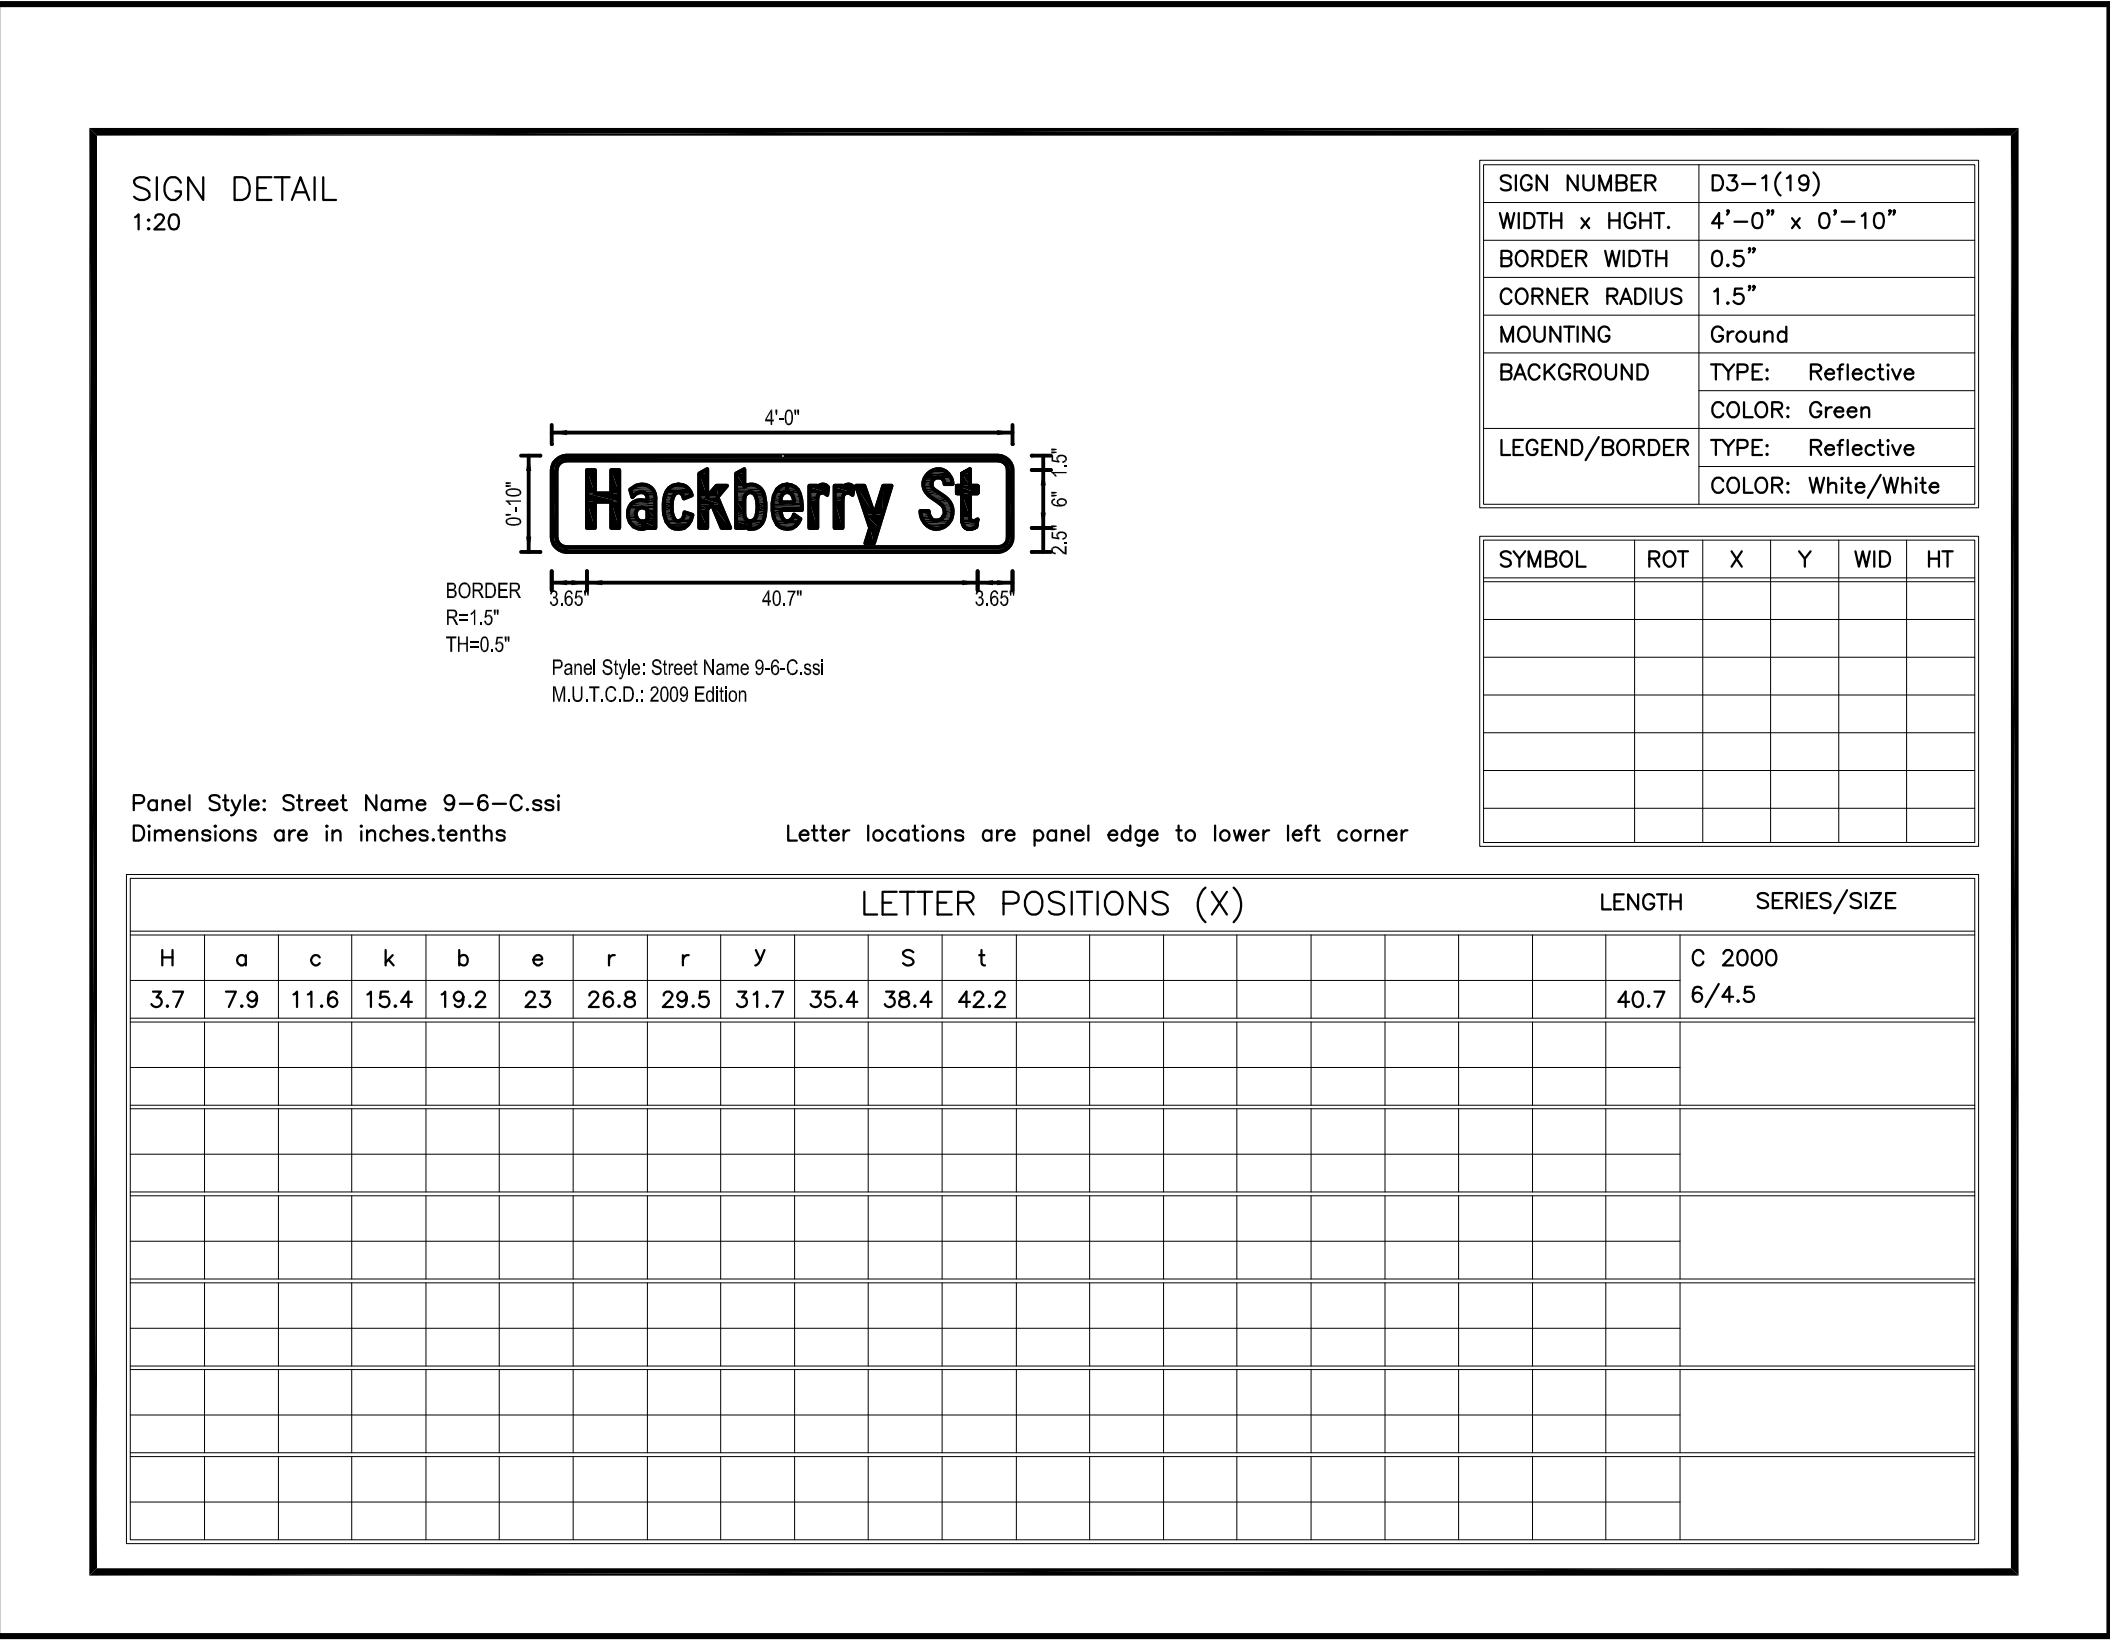 SIGN DETAIL
1:20
SIGN NUMBER D3-1(19)
WIDTH x HGHT. 4'-0" x 0'-10"
BORDER WIDTH 0.5"
CORNER RADIUS 1.5"
MOUNTING Ground
BACKGROUND TYPE: Reflective
COLOR: Green
LEGEND/BORDER TYPE: Reflective
COLOR: White/White
4'-0"
0'-10"
Hackberry St
1.5"
6"
2.5"
3.65" 40.7" 3.65"
BORDER
R=1.5"
TH=0.5"
Panel Style: Street Name 9-6-C.ssi
M.U.T.C.D.: 2009 Edition
SYMBOL ROT X Y WID HT
Panel Style: Street Name 9-6-C.ssi
Dimensions are in inches.tenths
Letter locations are panel edge to lower left corner
LETTER POSITIONS (X) LENGTH SERIES/SIZE
H a c k b e r r y S t C 2000
3.7 7.9 11.6 15.4 19.2 23 26.8 29.5 31.7 35.4 38.4 42.2 40.7 6/4.5